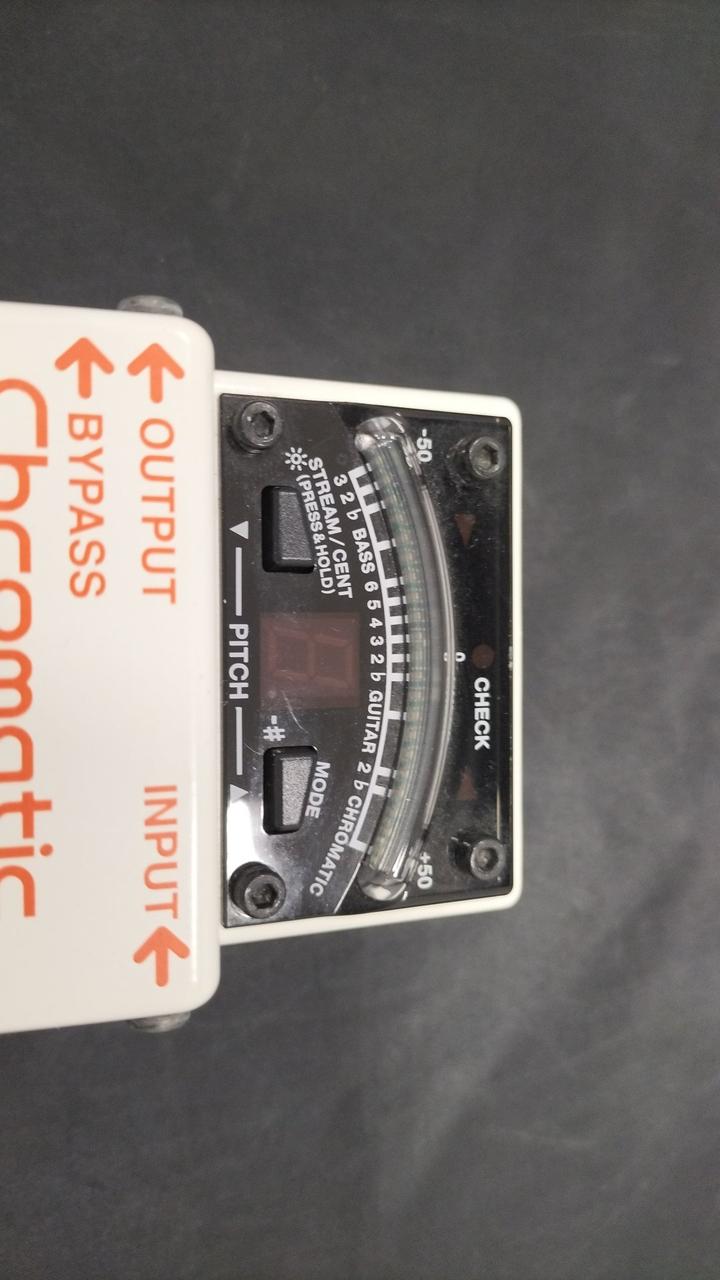 CHECK
-50 0 +50
3 2 b BASS 6 5 4 3 2 b GUITAR 2 b CHROMATIC
STREAM/CENT
(PRESS&HOLD)
MODE
-#
PITCH
OUTPUT INPUT
BYPASS
Chromatic